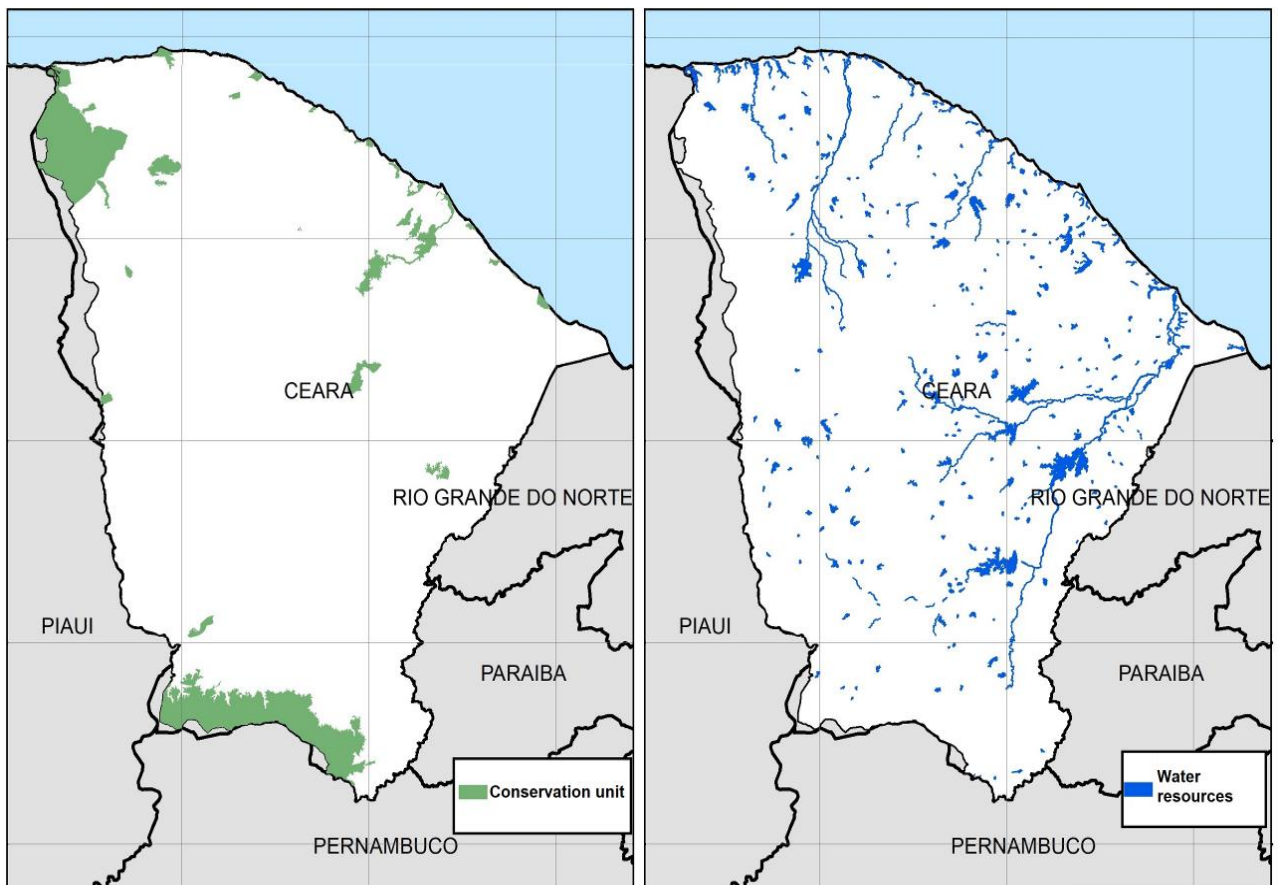 CEARA
RIO GRANDE DO NORTE
PIAUI
PARAIBA
Conservation unit
PERNAMBUCO
CEARA
RIO GRANDE DO NORTE
PIAUI
PARAIBA
Water
resources
PERNAMBUCO